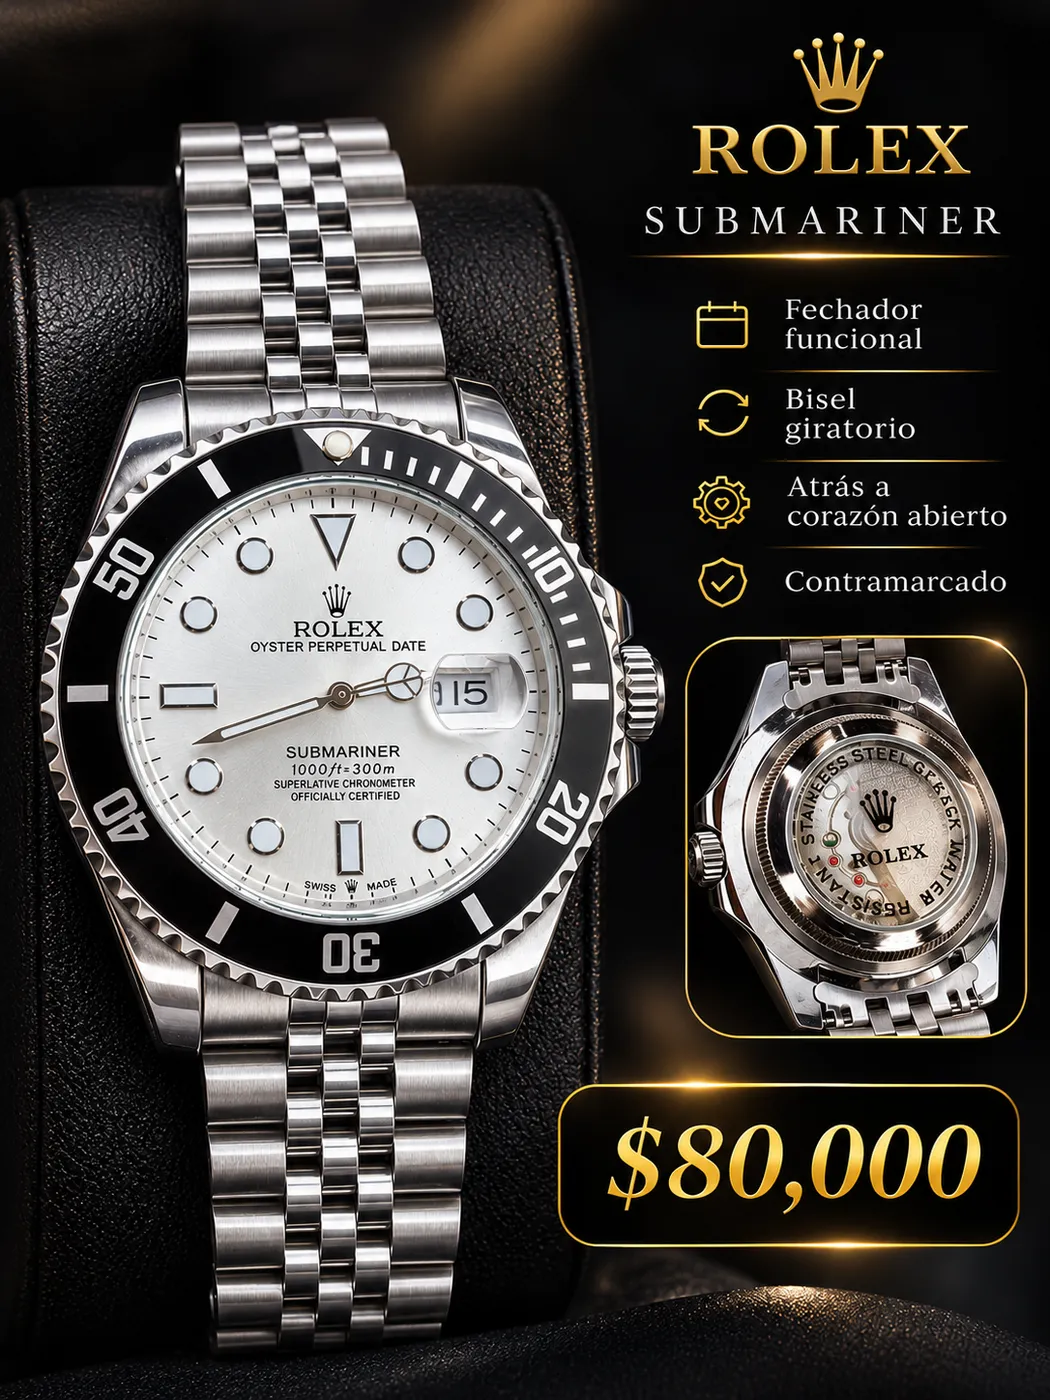 ROLEX
SUBMARINER
Fechador
funcional
Bisel
giratorio
Atrás a
corazón abierto
Contramarcado
50
10
40
20
30
ROLEX
OYSTER PERPETUAL DATE
15
SUBMARINER
1000ft=300m
SUPERLATIVE CHRONOMETER
OFFICIALLY CERTIFIED
SWISS MADE
STAINLESS STEEL
WATER
RESISTANT
ROLEX
$80,000